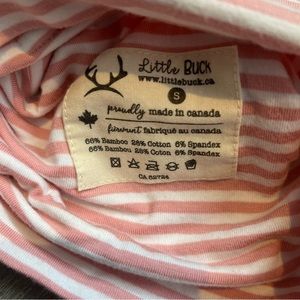 Little Buck
www.littlebuck.ca
S
proudly made in canada
fièrement fabriqué au canada
66% Bamboo 28% Cotton 6% Spandex
66% Bambou 28% Coton 6% Spandex
CA 52728